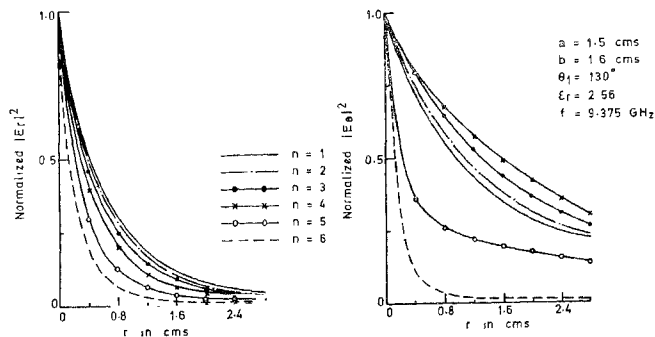 1.0
0.5
0
Normalized |Er|²
0 0.8 1.6 2.4
r in cms
n = 1
n = 2
n = 3
n = 4
n = 5
n = 6
1.0
0.5
0
Normalized |Eθ|²
0 0.8 1.6 2.4
r in cms
a = 1.5 cms
b = 1.6 cms
θ1 = 130°
εr = 2.56
f = 9.375 GHz